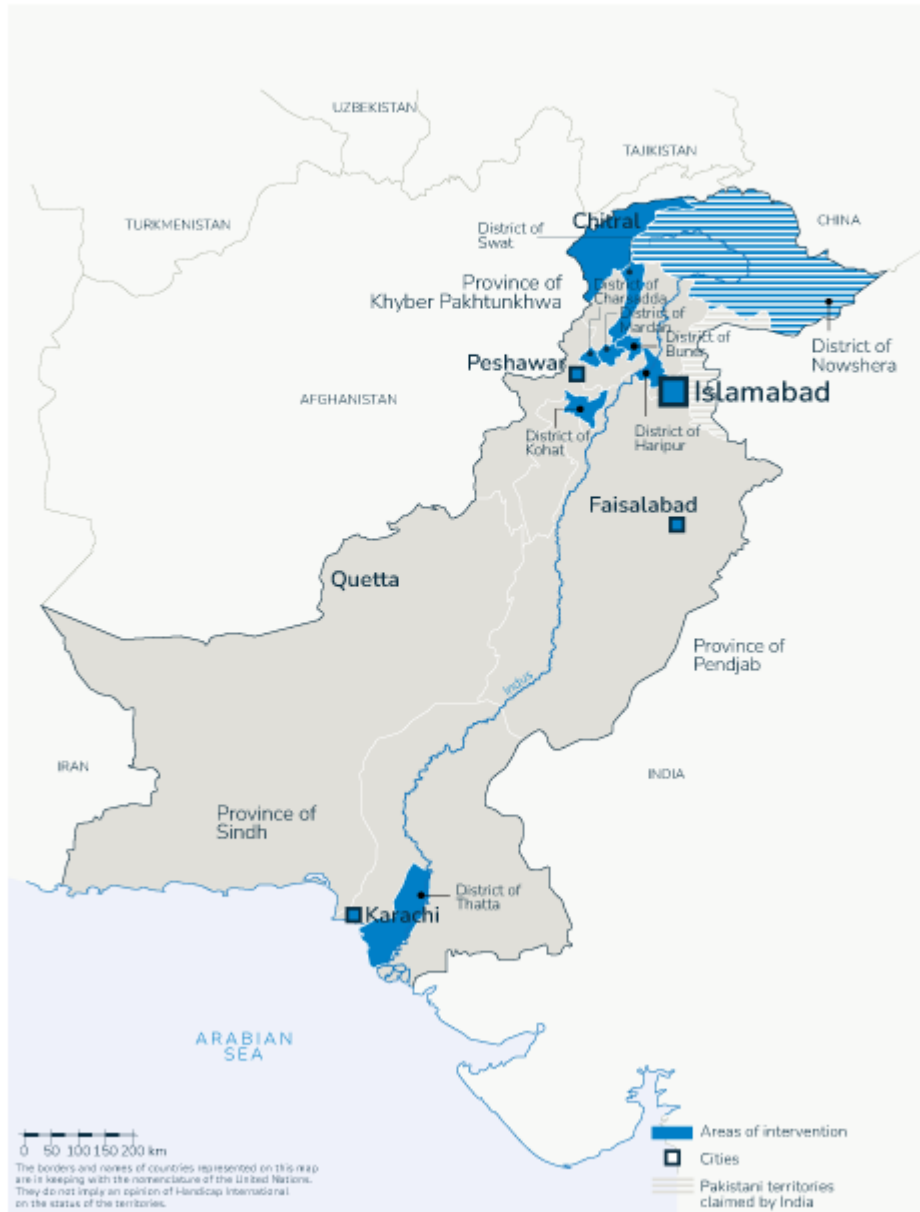 UZBEKISTAN
TAJIKISTAN
TURKMENISTAN
CHINA
Chitral
District of
Swat
Province of
Khyber Pakhtunkhwa
District of
Charsadda
District of
Mardan
District of
Buner
District of
Nowshera
Peshawar
Islamabad
AFGHANISTAN
District of
Kohat
District of
Haripur
Faisalabad
Quetta
Province of
Pendjab
Indus
IRAN
INDIA
Province of
Sindh
District of
Thatta
Karachi
ARABIAN
SEA
0 50 100 150 200 km
The borders and names of countries represented on this map
are in keeping with the nomenclature of the United Nations.
They do not imply an opinion of Handicap International
on the status of the territories.
Areas of intervention
Cities
Pakistani territories
claimed by India